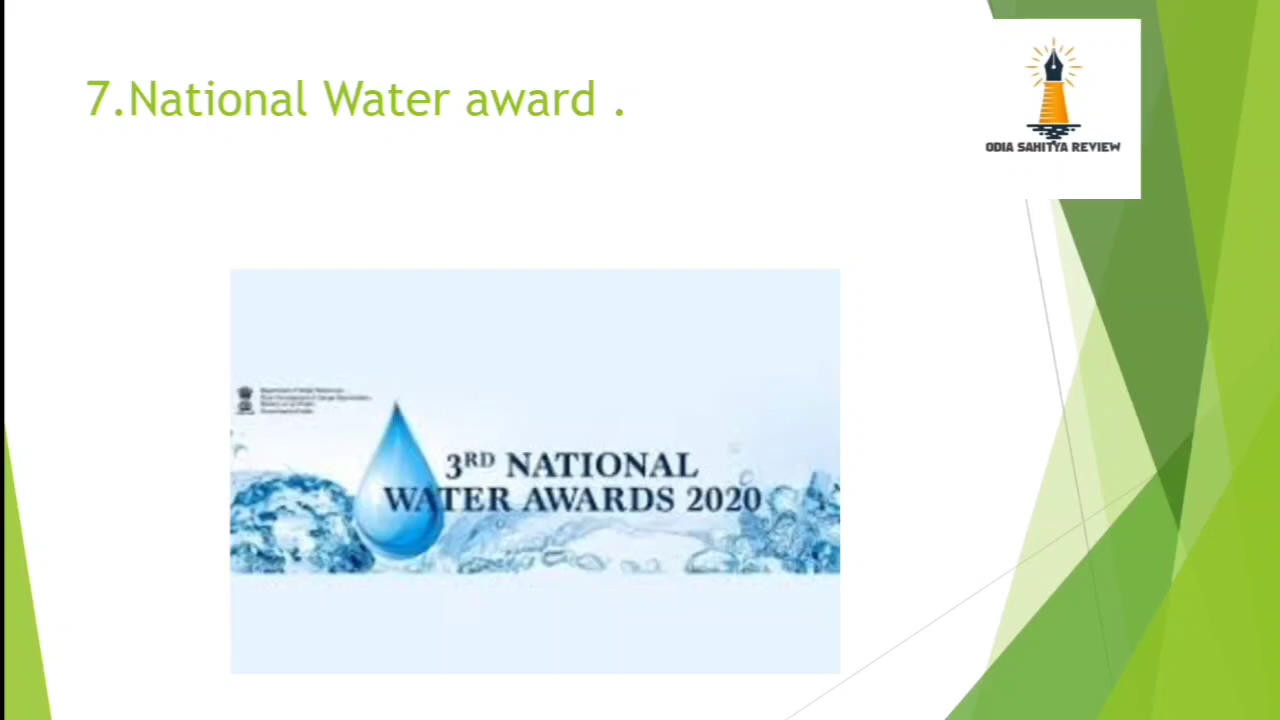 7.National Water award .
ODIA SAHITYA REVIEW
3RD NATIONAL
WATER AWARDS 2020